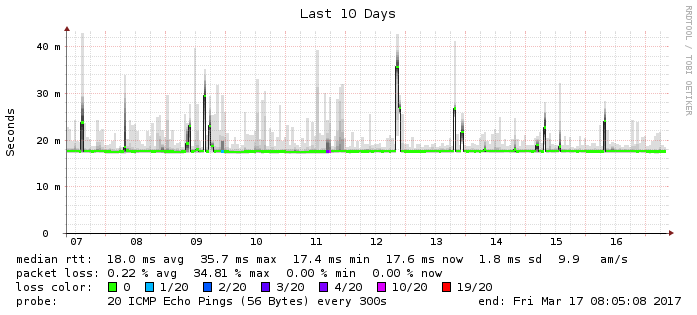 Last 10 Days
RRDTOOL / TOBI OETIKER
Seconds
40 m
30 m
20 m
10 m
0
07 08 09 10 11 12 13 14 15 16
median rtt: 18.0 ms avg 35.7 ms max 17.4 ms min 17.6 ms now 1.8 ms sd 9.9 am/s
packet loss: 0.22 % avg 34.81 % max 0.00 % min 0.00 % now
loss color: 0 1/20 2/20 3/20 4/20 10/20 19/20
probe: 20 ICMP Echo Pings (56 Bytes) every 300s end: Fri Mar 17 08:05:08 2017